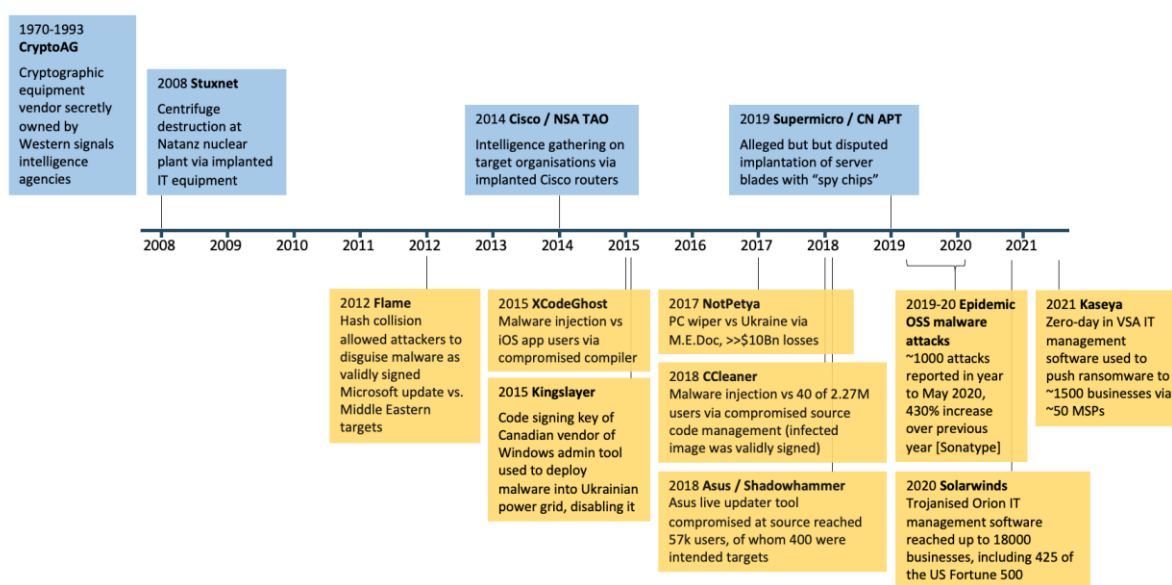 1970-1993
CryptoAG
Cryptographic
equipment
vendor secretly
owned by
Western signals
intelligence
agencies
2008 Stuxnet
Centrifuge
destruction at
Natanz nuclear
plant via implanted
IT equipment
2014 Cisco / NSA TAO
Intelligence gathering on
target organisations via
implanted Cisco routers
2019 Supermicro / CN APT
Alleged but but disputed
implantation of server
blades with “spy chips”
2008 2009 2010 2011 2012 2013 2014 2015 2016 2017 2018 2019 2020 2021
2012 Flame
Hash collision
allowed attackers to
disguise malware as
validly signed
Microsoft update vs.
Middle Eastern
targets
2015 XCodeGhost
Malware injection vs
iOS app users via
compromised compiler
2015 Kingslayer
Code signing key of
Canadian vendor of
Windows admin tool
used to deploy
malware into Ukrainian
power grid, disabling it
2017 NotPetya
PC wiper vs Ukraine via
M.E.Doc, >>$10Bn losses
2018 CCleaner
Malware injection vs 40 of 2.27M
users via compromised source
code management (infected
image was validly signed)
2018 Asus / Shadowhammer
Asus live updater tool
compromised at source reached
57k users, of whom 400 were
intended targets
2019-20 Epidemic
OSS malware
attacks
~1000 attacks
reported in year
to May 2020,
430% increase
over previous
year [Sonatype]
2020 Solarwinds
Trojanised Orion IT
management software
reached up to 18000
businesses, including 425 of
the US Fortune 500
2021 Kaseya
Zero-day in VSA IT
management
software used to
push ransomware to
~1500 businesses via
~50 MSPs